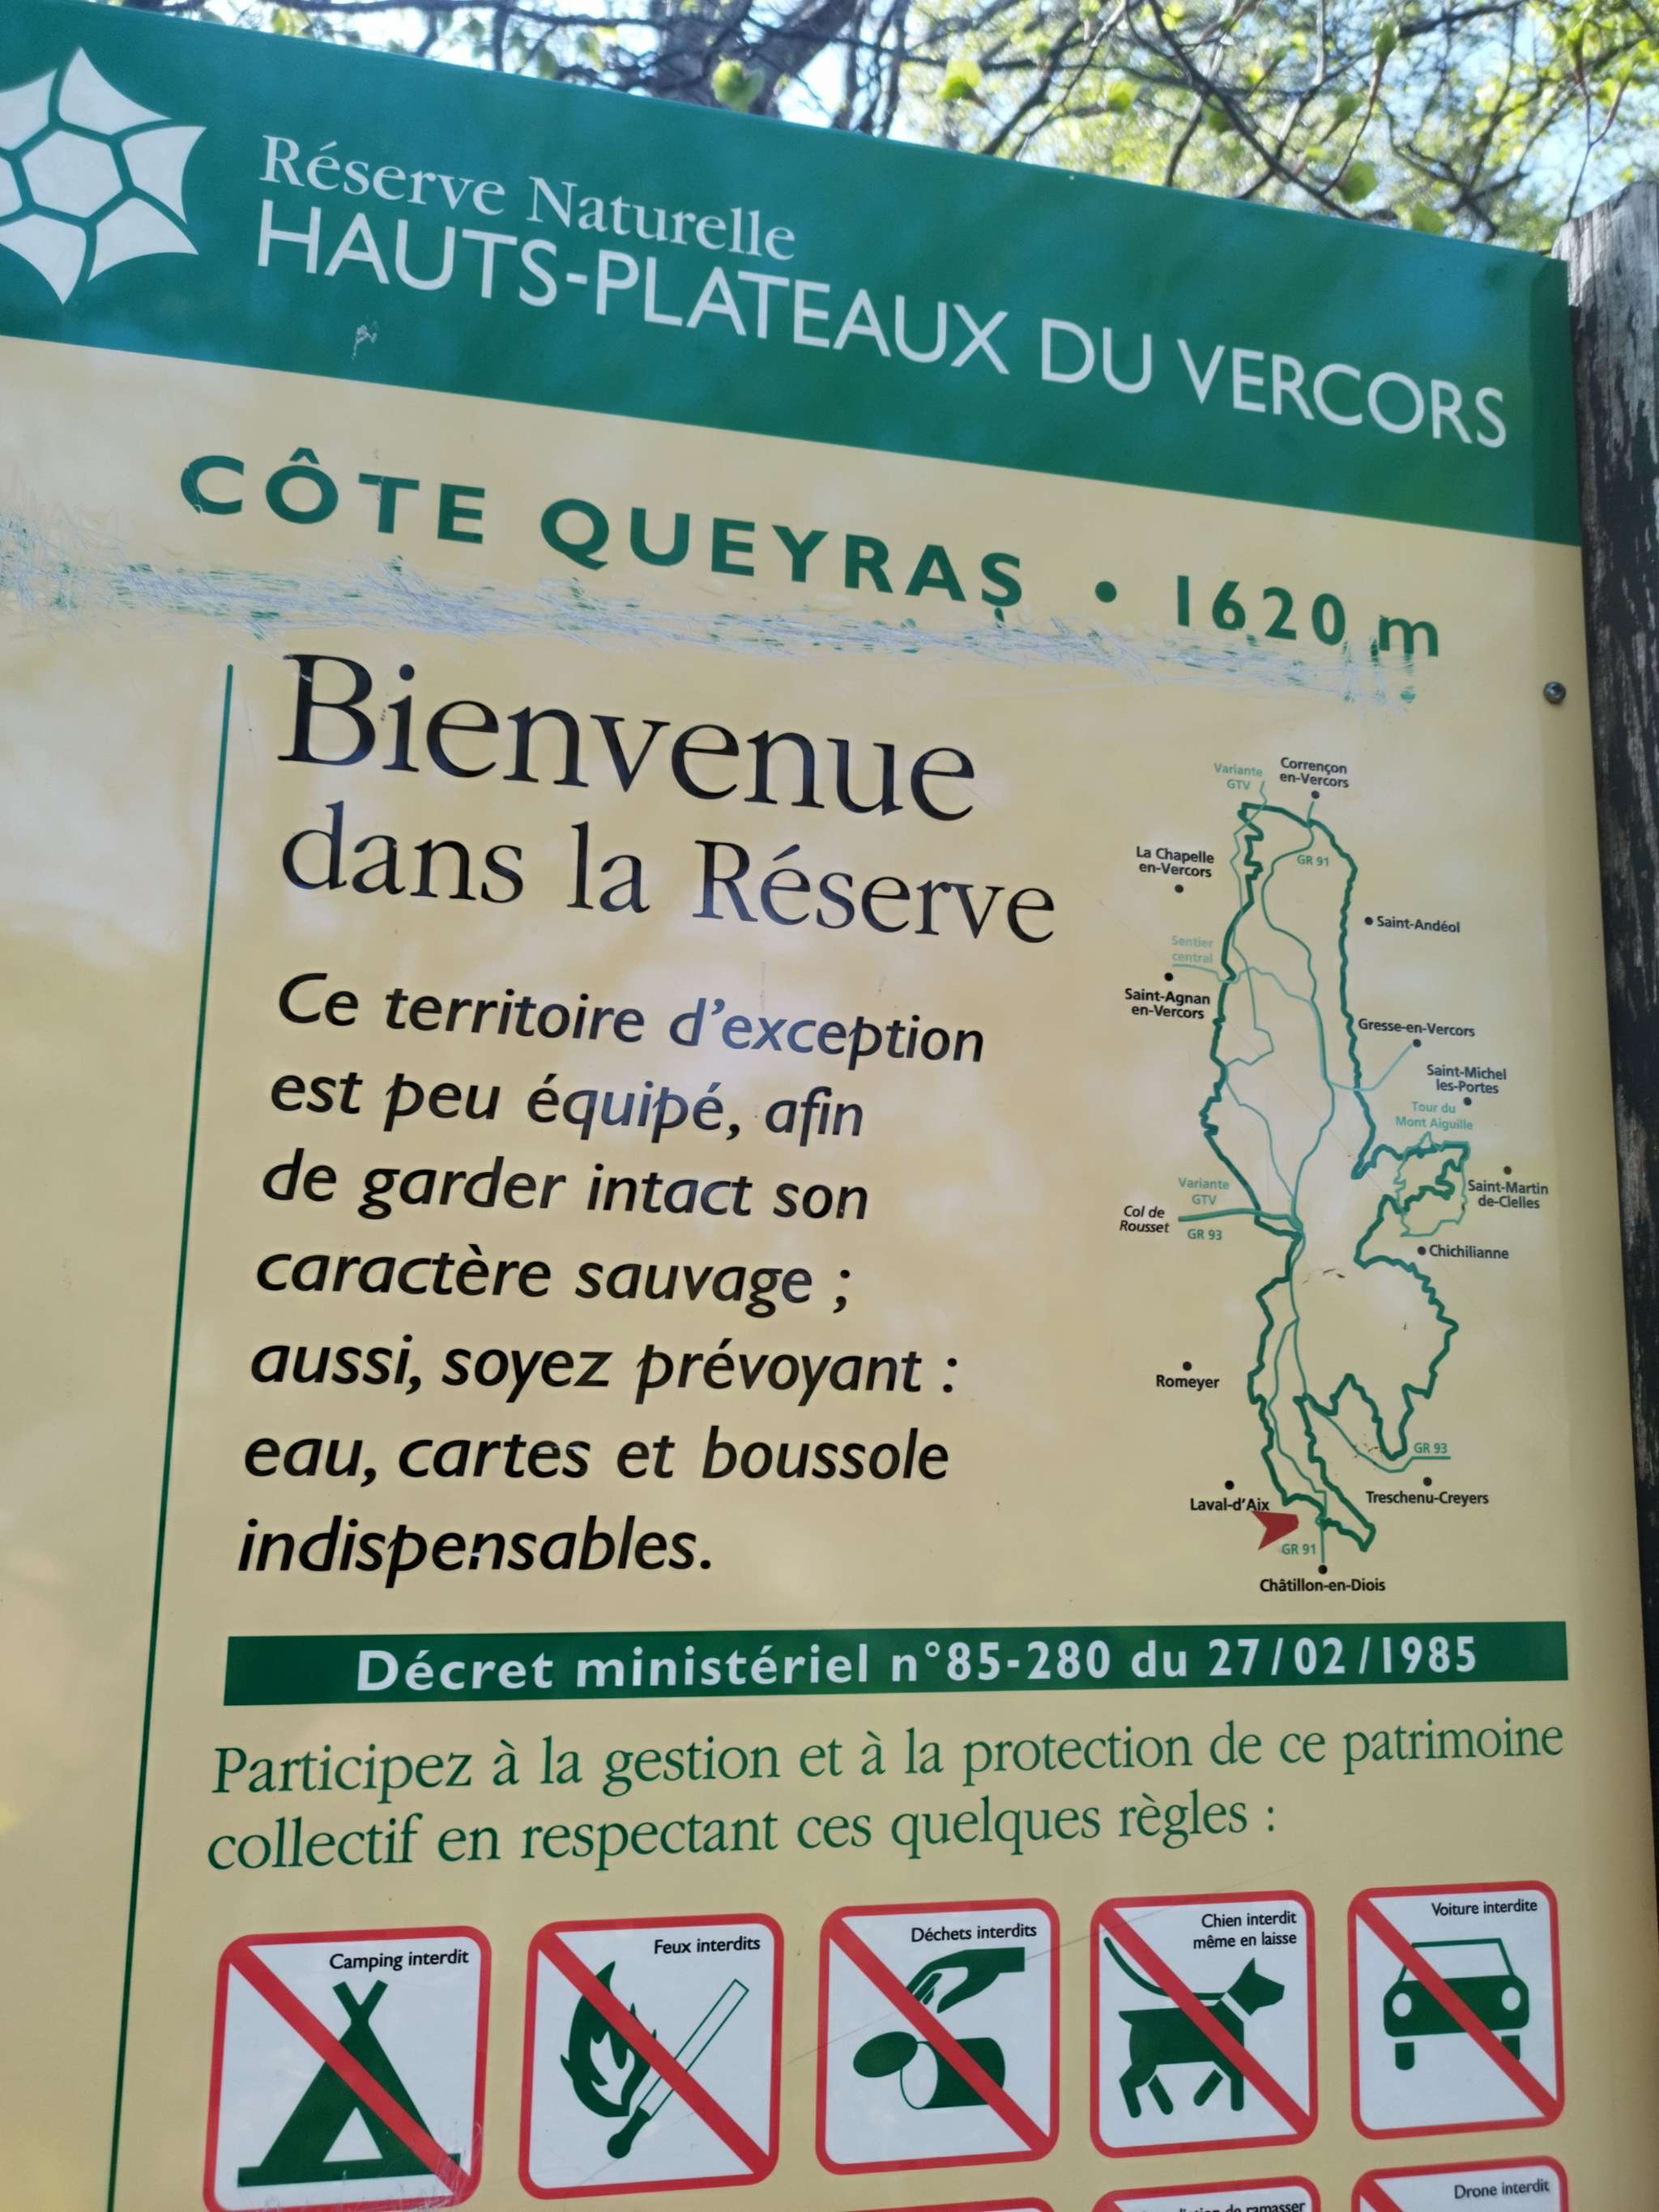 Réserve Naturelle
HAUTS-PLATEAUX DU VERCORS
CÔTE QUEYRAS • 1620 m
Bienvenue
dans la Réserve
Ce territoire d'exception
est peu équipé, afin
de garder intact son
caractère sauvage ;
aussi, soyez prévoyant :
eau, cartes et boussole
indispensables.
Variante
GTV
Corrençon
en-Vercors
La Chapelle
en-Vercors
GR 91
Saint-Andéol
Sentier
central
Saint-Agnan
en-Vercors
Gresse-en-Vercors
Saint-Michel
les-Portes
Tour du
Mont Aiguille
Variante
GTV
Saint-Martin
de-Clelles
Col de
Rousset
GR 93
Chichilianne
Romeyer
GR 93
Laval-d'Aix
Treschenu-Creyers
GR 91
Châtillon-en-Diois
Décret ministériel n°85-280 du 27/02/1985
Participez à la gestion et à la protection de ce patrimoine
collectif en respectant ces quelques règles :
Camping interdit
Feux interdits
Déchets interdits
Chien interdit
même en laisse
Voiture interdite
de ramasser
Drone interdit